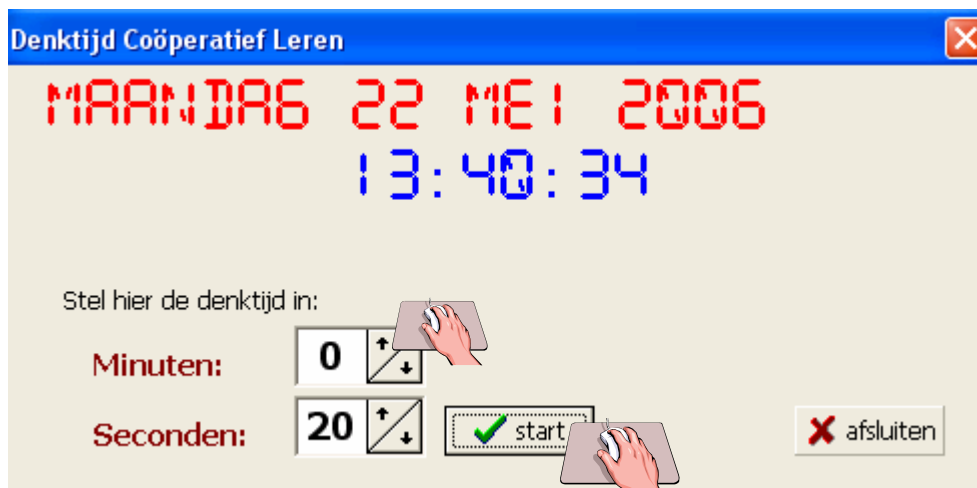 Denktijd Coöperatief Leren
MAANDAG 22 MEI 2006
13:40:34
Stel hier de denktijd in:
Minuten: 0
Seconden: 20 start afsluiten